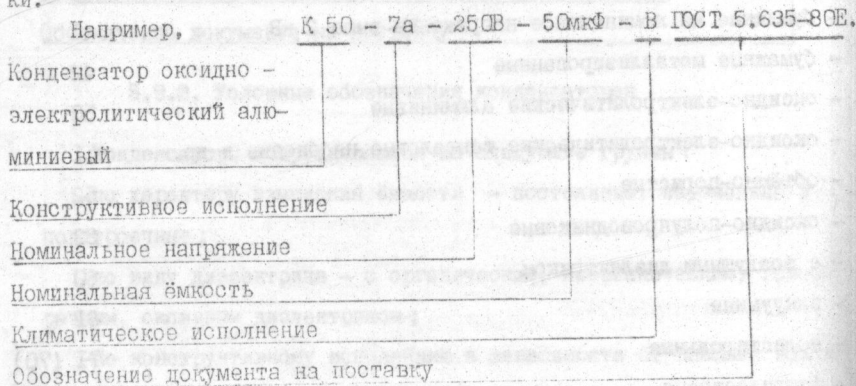 ки.
Например, К 50 – 7а – 250В – 50мкФ – В ГОСТ 5.635–80Е.
Конденсатор оксидно –
электролитический алю–
миниевый
Конструктивное исполнение
Номинальное напряжение
Номинальная ёмкость
Климатическое исполнение
Обозначение документа на поставку